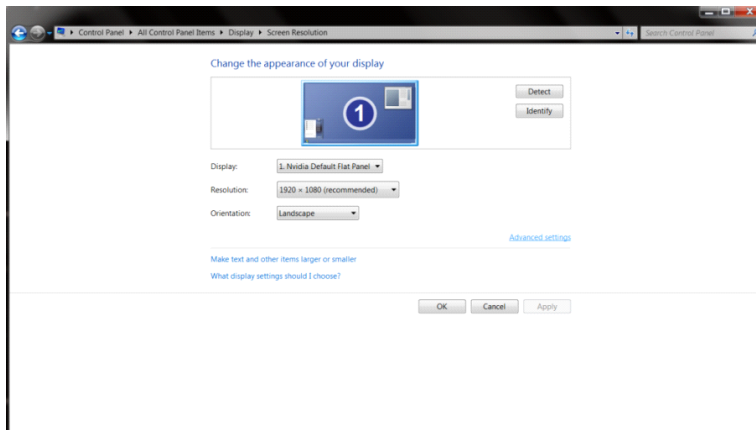 Control Panel ▸ All Control Panel Items ▸ Display ▸ Screen Resolution
Search Control Panel
Change the appearance of your display
1
Detect
Identify
Display: 1. Nvidia Default Flat Panel
Resolution: 1920 × 1080 (recommended)
Orientation: Landscape
Advanced settings
Make text and other items larger or smaller
What display settings should I choose?
OK Cancel Apply